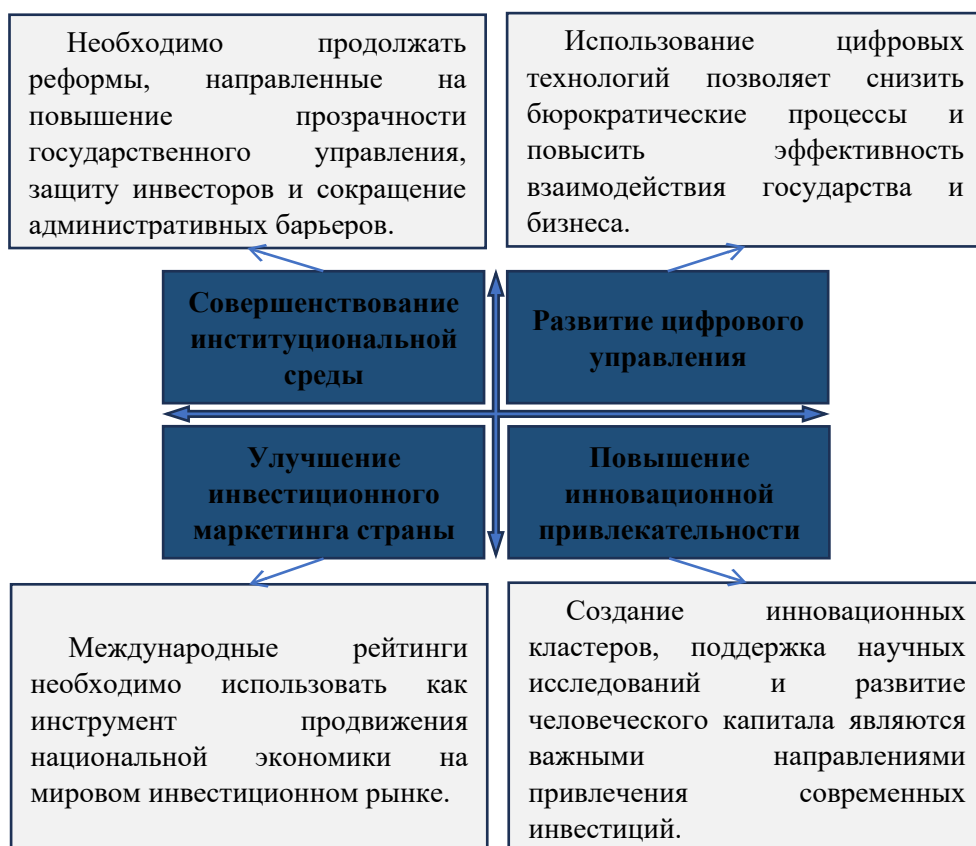 Необходимо продолжать
реформы, направленные на
повышение прозрачности
государственного управления,
защиту инвесторов и сокращение
административных барьеров.
Использование цифровых
технологий позволяет снизить
бюрократические процессы и
повысить эффективность
взаимодействия государства и
бизнеса.
Совершенствование
институциональной
среды
Развитие цифрового
управления
Улучшение
инвестиционного
маркетинга страны
Повышение
инновационной
привлекательности
Международные рейтинги
необходимо использовать как
инструмент продвижения
национальной экономики на
мировом инвестиционном рынке.
Создание инновационных
кластеров, поддержка научных
исследований и развитие
человеческого капитала являются
важными направлениями
привлечения современных
инвестиций.